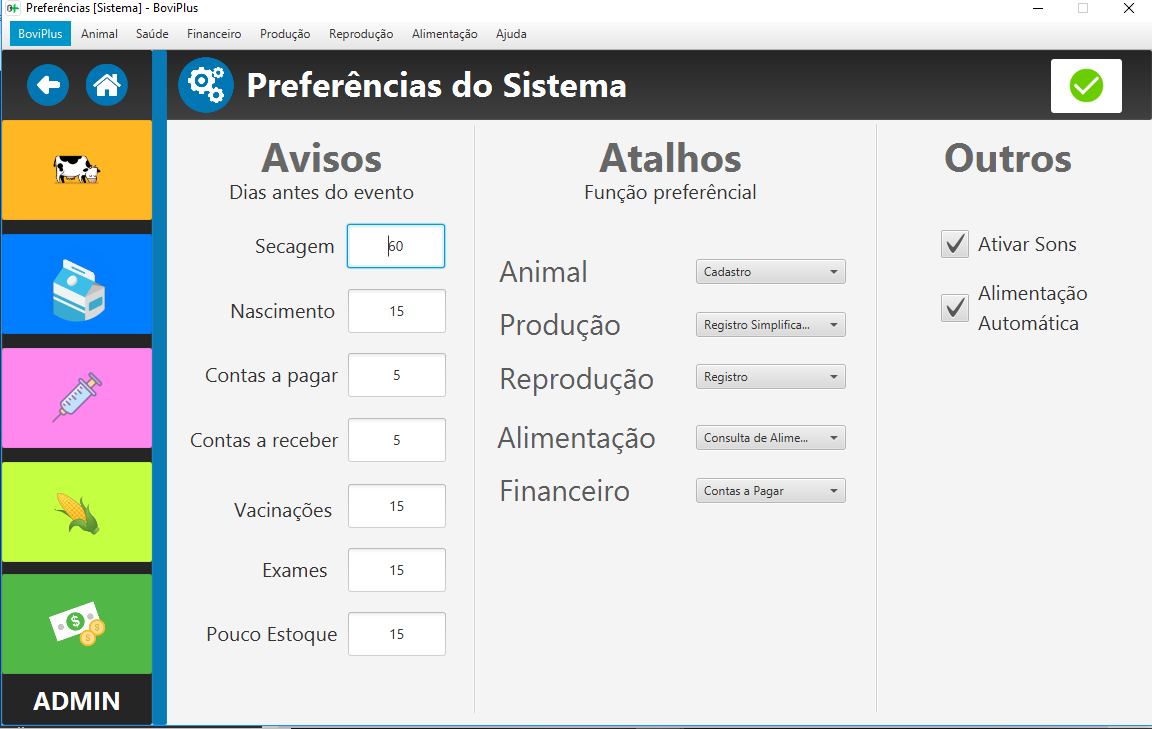 Preferências [Sistema] - BoviPlus
BoviPlus Animal Saúde Financeiro Produção Reprodução Alimentação Ajuda
Preferências do Sistema
Avisos
Dias antes do evento
Secagem 60
Nascimento 15
Contas a pagar 5
Contas a receber 5
Vacinações 15
Exames 15
Pouco Estoque 15
Atalhos
Função preferêncial
Animal Cadastro
Produção Registro Simplifica...
Reprodução Registro
Alimentação Consulta de Alime...
Financeiro Contas a Pagar
Outros
Ativar Sons
Alimentação
Automática
ADMIN